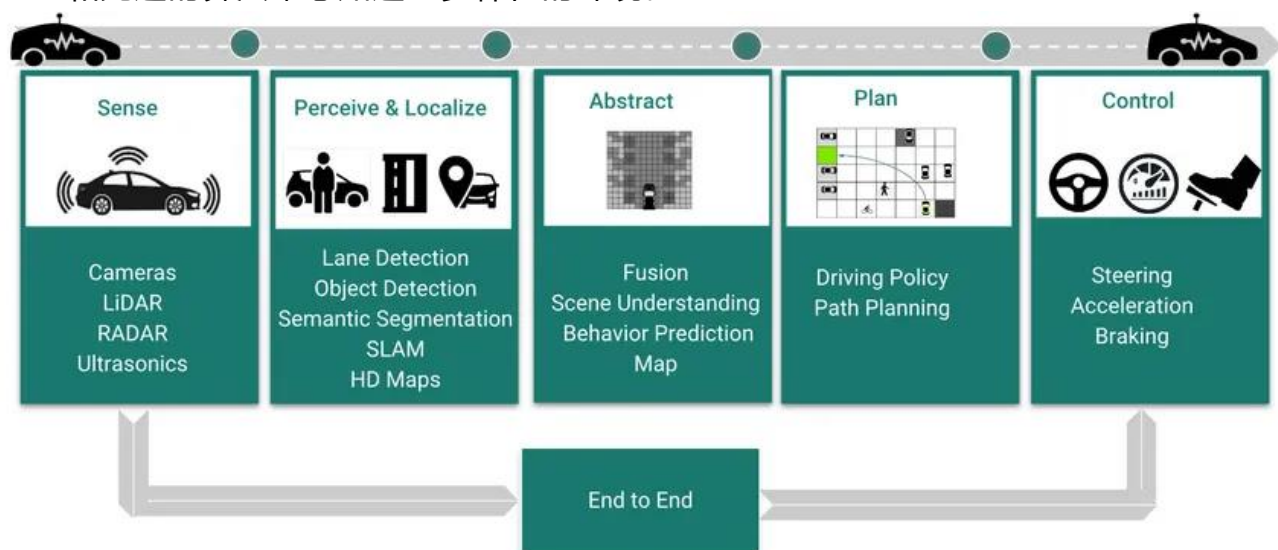 Sense
Cameras
LiDAR
RADAR
Ultrasonics
Perceive & Localize
Lane Detection
Object Detection
Semantic Segmentation
SLAM
HD Maps
Abstract
Fusion
Scene Understanding
Behavior Prediction
Map
Plan
Driving Policy
Path Planning
Control
Steering
Acceleration
Braking
End to End